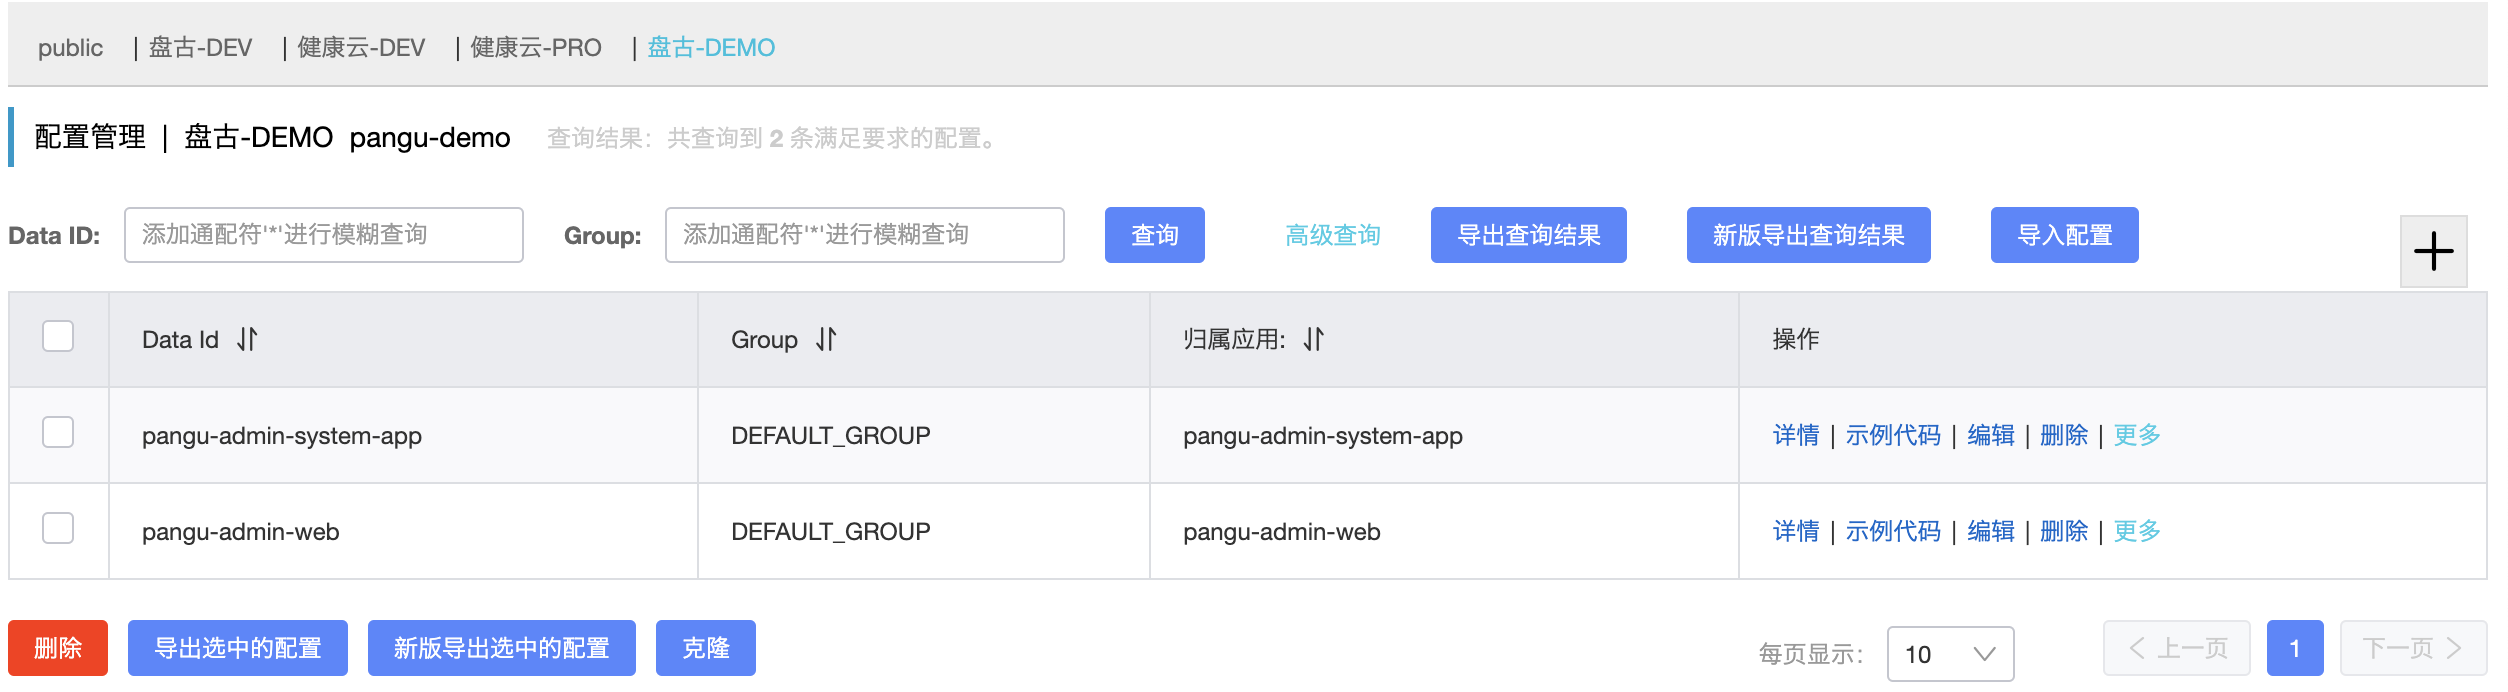 public | 盘古-DEV | 健康云-DEV | 健康云-PRO | 盘古-DEMO
配置管理 | 盘古-DEMO pangu-demo 查询结果：共查询到 2 条满足要求的配置。
Data ID: 添加通配符'*'进行模糊查询 Group: 添加通配符'*'进行模糊查询 查询 高级查询 导出查询结果 新版导出查询结果 导入配置
Data Id Group 归属应用: 操作
pangu-admin-system-app DEFAULT_GROUP pangu-admin-system-app 详情 | 示例代码 | 编辑 | 删除 | 更多
pangu-admin-web DEFAULT_GROUP pangu-admin-web 详情 | 示例代码 | 编辑 | 删除 | 更多
删除 导出选中的配置 新版导出选中的配置 克隆 每页显示: 10 上一页 1 下一页